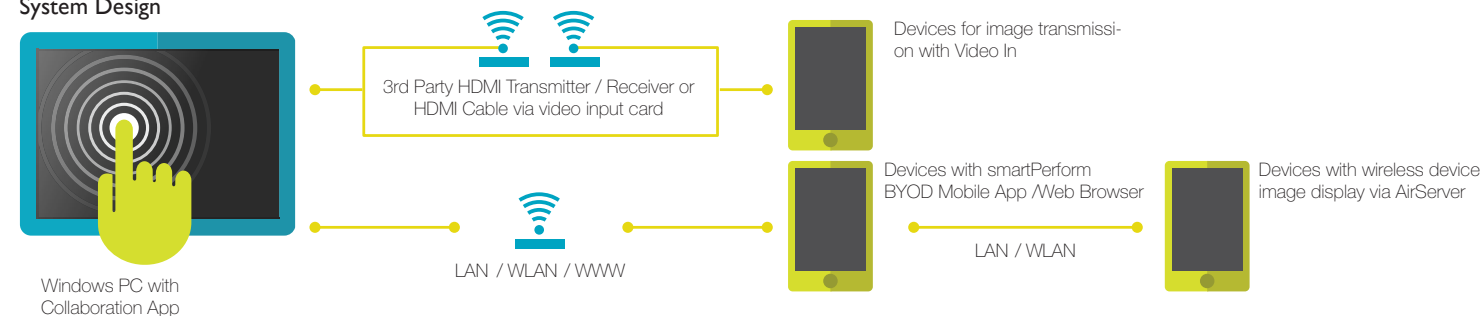 System Design
3rd Party HDMI Transmitter / Receiver or
HDMI Cable via video input card
Devices for image transmissi-
on with Video In
Devices with smartPerform
BYOD Mobile App /Web Browser
Devices with wireless device
image display via AirServer
LAN / WLAN / WWW
LAN / WLAN
Windows PC with
Collaboration App